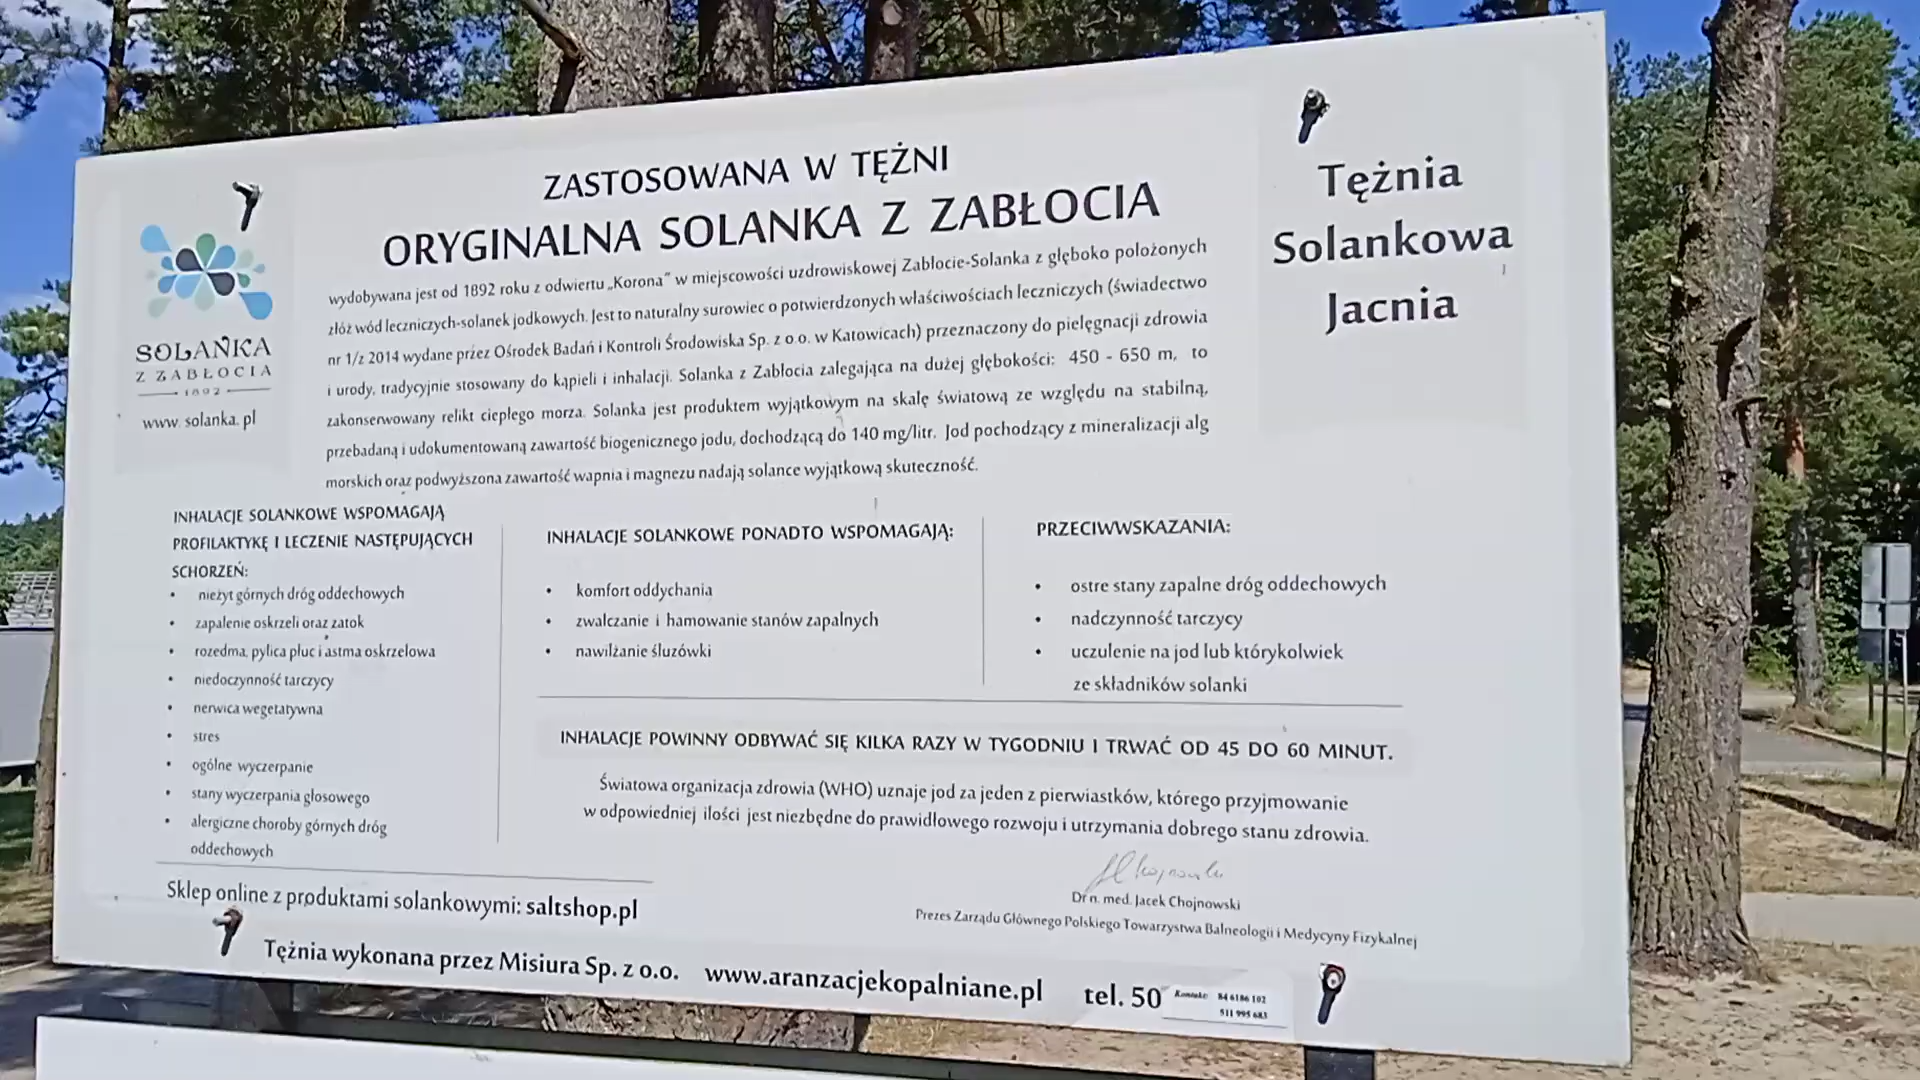 ZASTOSOWANA W TĘŻNI
ORYGINALNA SOLANKA Z ZABŁOCIA
wydobywana jest od 1892 roku z odwiertu „Korona” w miejscowości uzdrowiskowej Zabłocie-Solanka z głęboko położonych
złóż wód leczniczych-solanek jodkowych. Jest to naturalny surowiec o potwierdzonych właściwościach leczniczych (świadectwo
nr 1/z 2014 wydane przez Ośrodek Badań i Kontroli Środowiska Sp. z o.o. w Katowicach) przeznaczony do pielęgnacji zdrowia
i urody, tradycyjnie stosowany do kąpieli i inhalacji. Solanka z Zabłocia zalegająca na dużej głębokości: 450 - 650 m, to
zakonserwowany relikt ciepłego morza. Solanka jest produktem wyjątkowym na skalę światową ze względu na stabilną,
przebadaną i udokumentowaną zawartość biogenicznego jodu, dochodzącą do 140 mg/litr. Jod pochodzący z mineralizacji alg
morskich oraz podwyższona zawartość wapnia i magnezu nadają solance wyjątkową skuteczność.
SOLANKA
Z ZABŁOCIA
1892
www. solanka. pl
Tężnia
Solankowa
Jacnia
INHALACJE SOLANKOWE WSPOMAGAJĄ
PROFILAKTYKĘ I LECZENIE NASTĘPUJĄCYCH
SCHORZEŃ:
• nieżyt górnych dróg oddechowych
• zapalenie oskrzeli oraz zatok
• rozedma, pylica płuc i astma oskrzelowa
• niedoczynność tarczycy
• nerwica wegetatywna
• stres
• ogólne wyczerpanie
• stany wyczerpania głosowego
• alergiczne choroby górnych dróg
oddechowych
INHALACJE SOLANKOWE PONADTO WSPOMAGAJĄ:
• komfort oddychania
• zwalczanie i hamowanie stanów zapalnych
• nawilżanie śluzówki
PRZECIWWSKAZANIA:
• ostre stany zapalne dróg oddechowych
• nadczynność tarczycy
• uczulenie na jod lub którykolwiek
ze składników solanki
INHALACJE POWINNY ODBYWAĆ SIĘ KILKA RAZY W TYGODNIU I TRWAĆ OD 45 DO 60 MINUT.
Światowa organizacja zdrowia (WHO) uznaje jod za jeden z pierwiastków, którego przyjmowanie
w odpowiedniej ilości jest niezbędne do prawidłowego rozwoju i utrzymania dobrego stanu zdrowia.
Dr n. med. Jacek Chojnowski
Prezes Zarządu Głównego Polskiego Towarzystwa Balneologii i Medycyny Fizykalnej
Sklep online z produktami solankowymi: saltshop.pl
Tężnia wykonana przez Misiura Sp. z o.o. www.aranzacjekopalniane.pl tel. 50
Kontakt: 84 6186 102
511 995 683